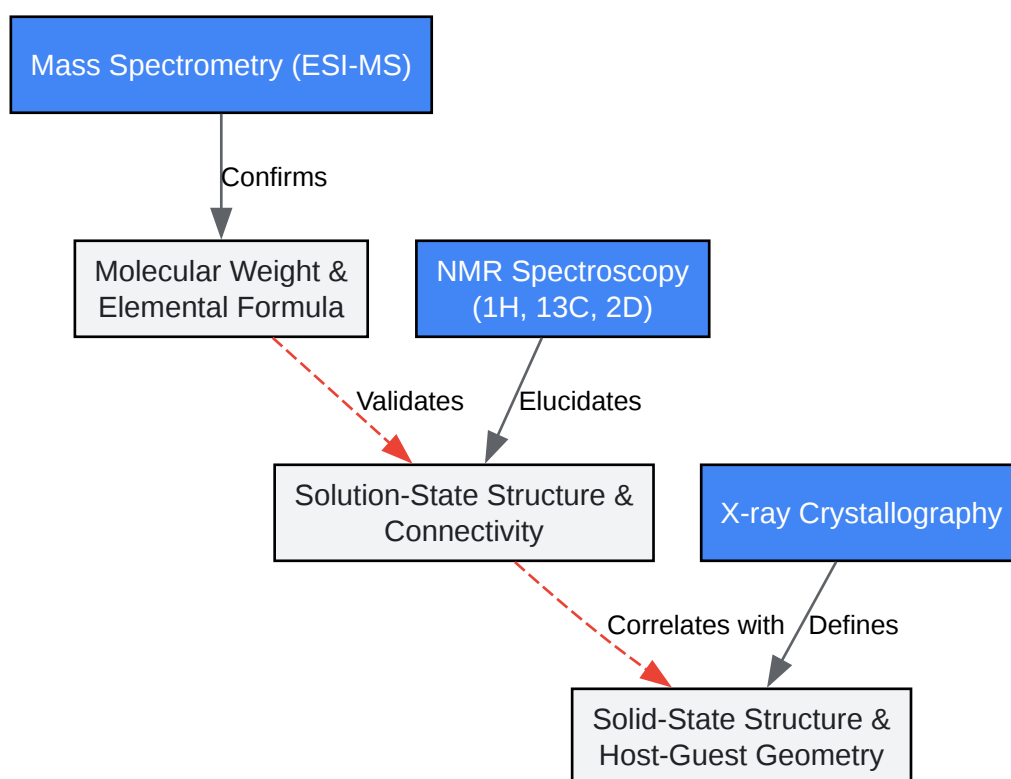 Mass Spectrometry (ESI-MS)
Confirms
Molecular Weight &
Elemental Formula
NMR Spectroscopy
(1H, 13C, 2D)
Validates
Elucidates
Solution-State Structure &
Connectivity
X-ray Crystallography
Correlates with
Defines
Solid-State Structure &
Host-Guest Geometry